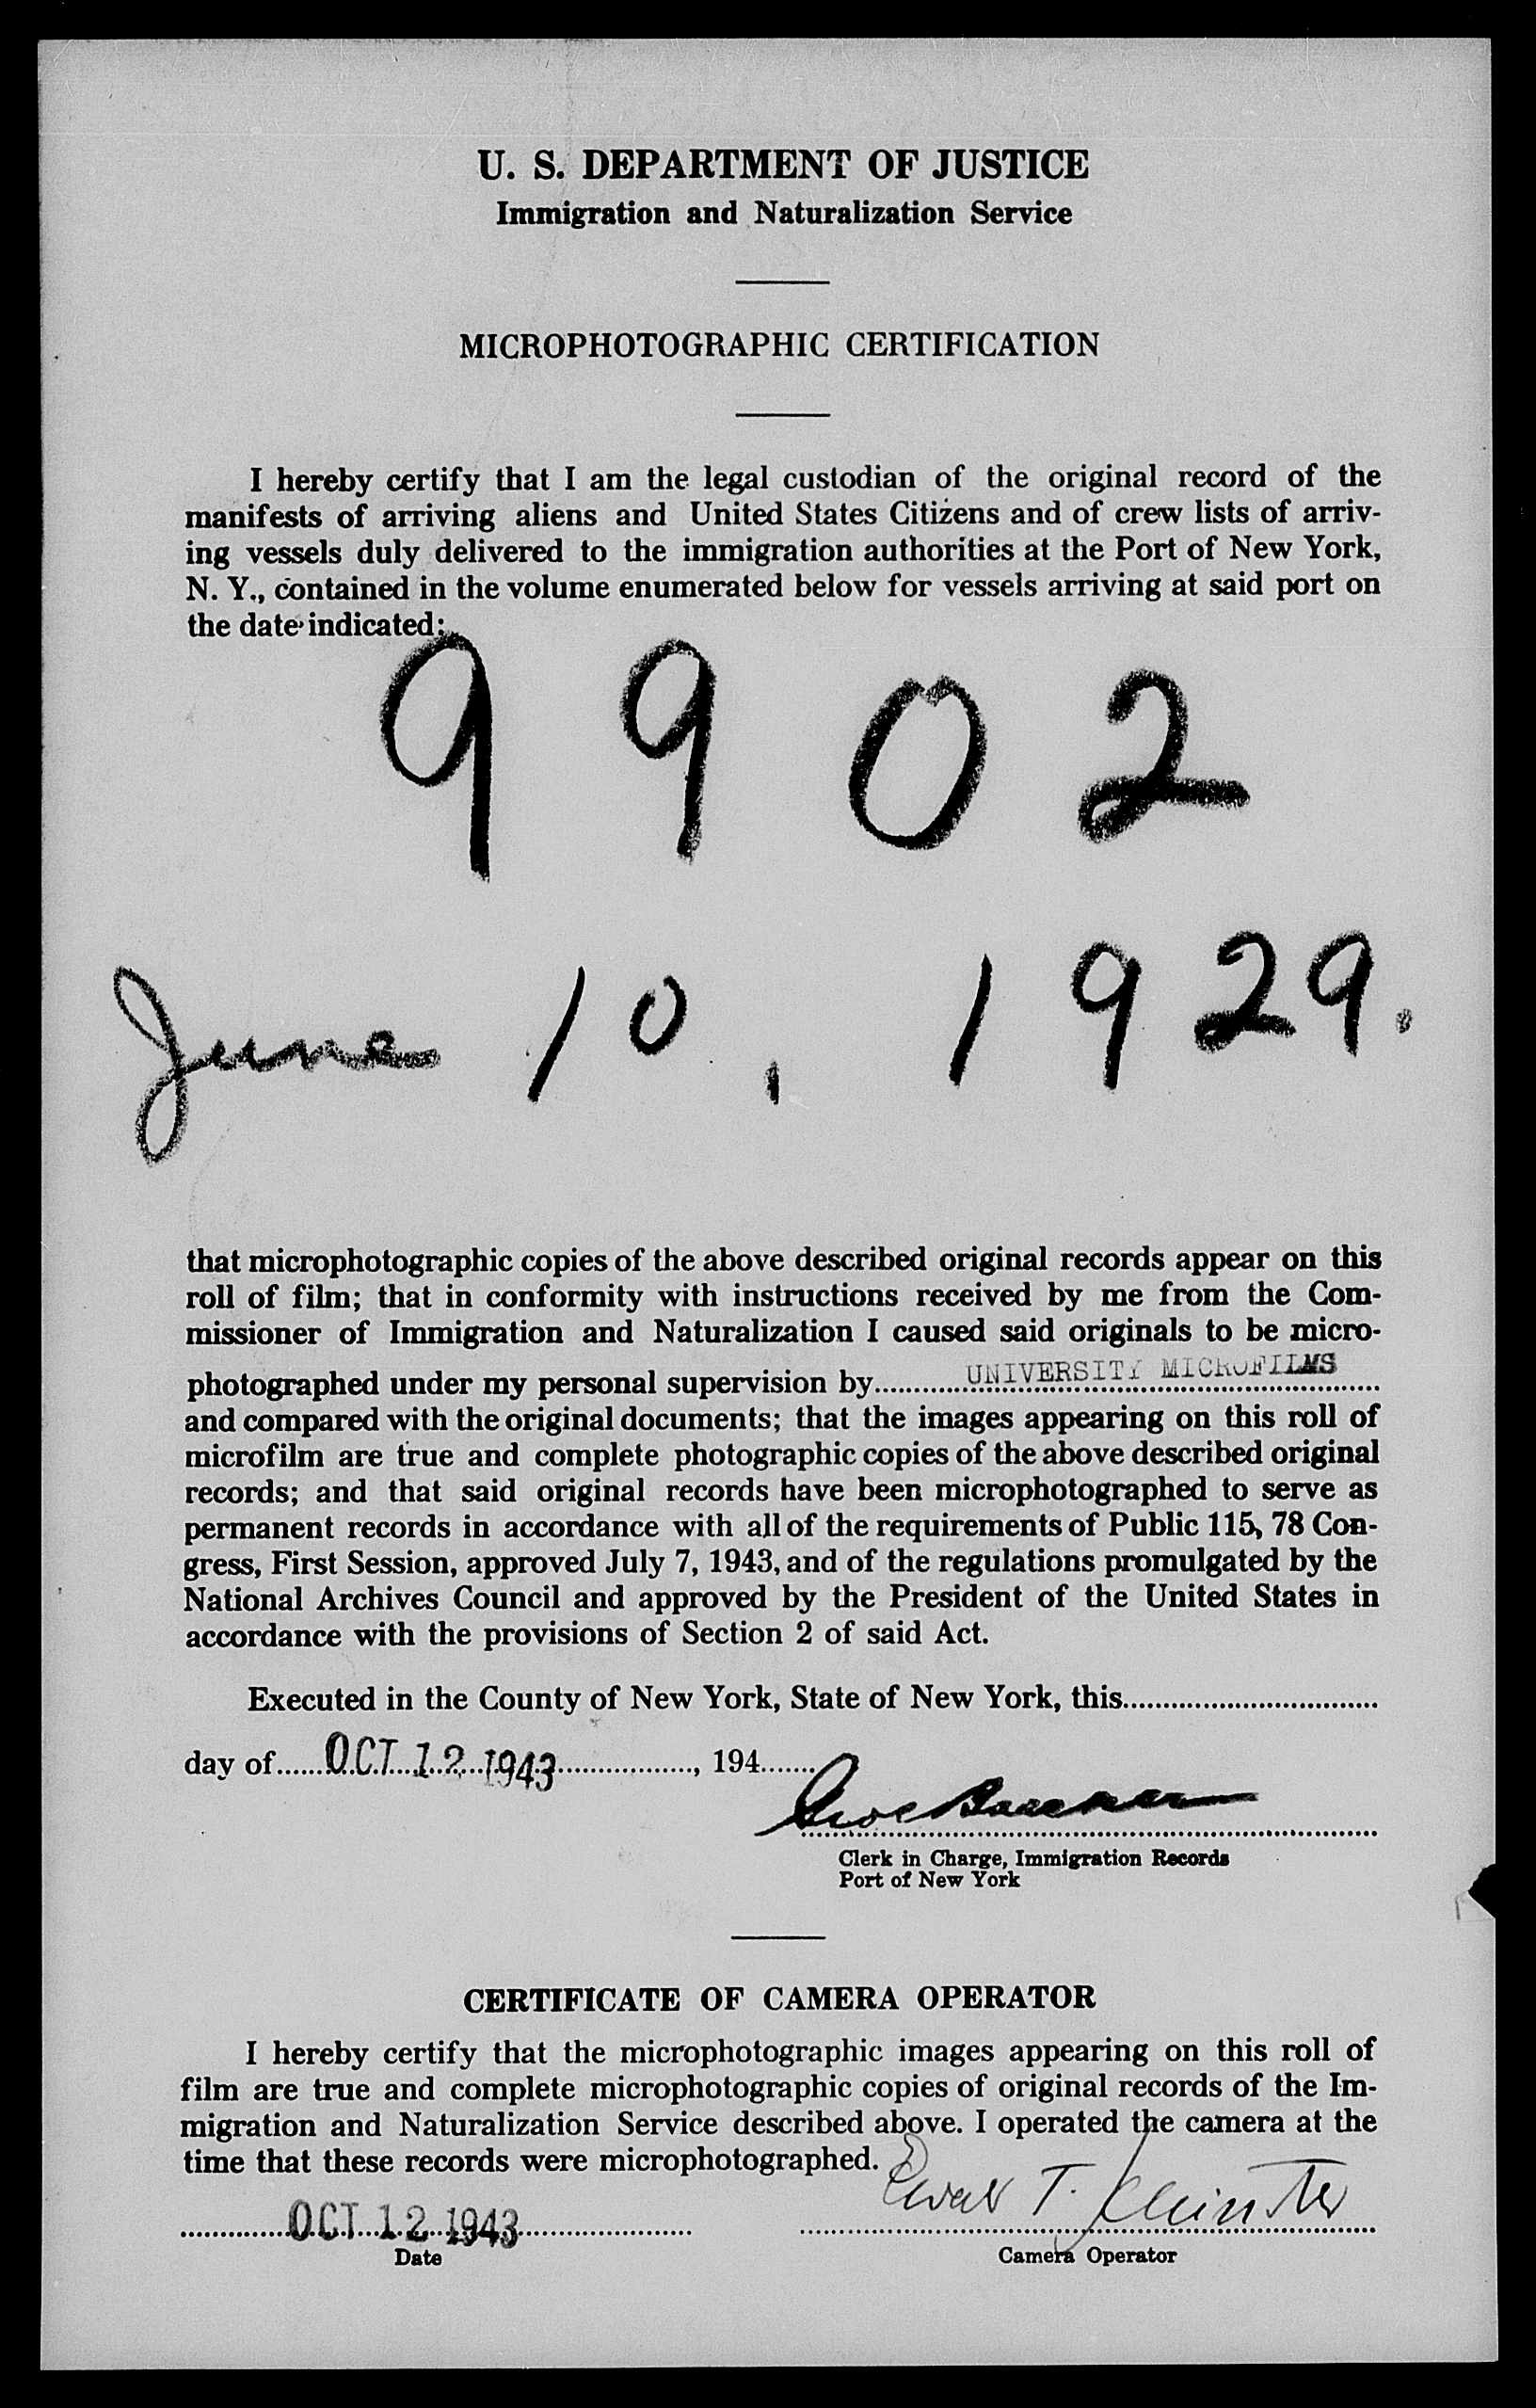 U. S. DEPARTMENT OF JUSTICE
Immigration and Naturalization Service
MICROPHOTOGRAPHIC CERTIFICATION
I hereby certify that I am the legal custodian of the original record of the
manifests of arriving aliens and United States Citizens and of crew lists of arriv-
ing vessels duly delivered to the immigration authorities at the Port of New York,
N. Y., contained in the volume enumerated below for vessels arriving at said port on
the date indicated:
9902
June 10, 1929.
that microphotographic copies of the above described original records appear on this
roll of film; that in conformity with instructions received by me from the Com-
missioner of Immigration and Naturalization I caused said originals to be micro-
photographed under my personal supervision by UNIVERSITY MICROFILMS
and compared with the original documents; that the images appearing on this roll of
microfilm are true and complete photographic copies of the above described original
records; and that said original records have been microphotographed to serve as
permanent records in accordance with all of the requirements of Public 115, 78 Con-
gress, First Session, approved July 7, 1943, and of the regulations promulgated by the
National Archives Council and approved by the President of the United States in
accordance with the provisions of Section 2 of said Act.
Executed in the County of New York, State of New York, this
day of OCT 12 1943, 194
Clerk in Charge, Immigration Records
Port of New York
CERTIFICATE OF CAMERA OPERATOR
I hereby certify that the microphotographic images appearing on this roll of
film are true and complete microphotographic copies of original records of the Im-
migration and Naturalization Service described above. I operated the camera at the
time that these records were microphotographed.
OCT 12 1943 T.
Date Camera Operator